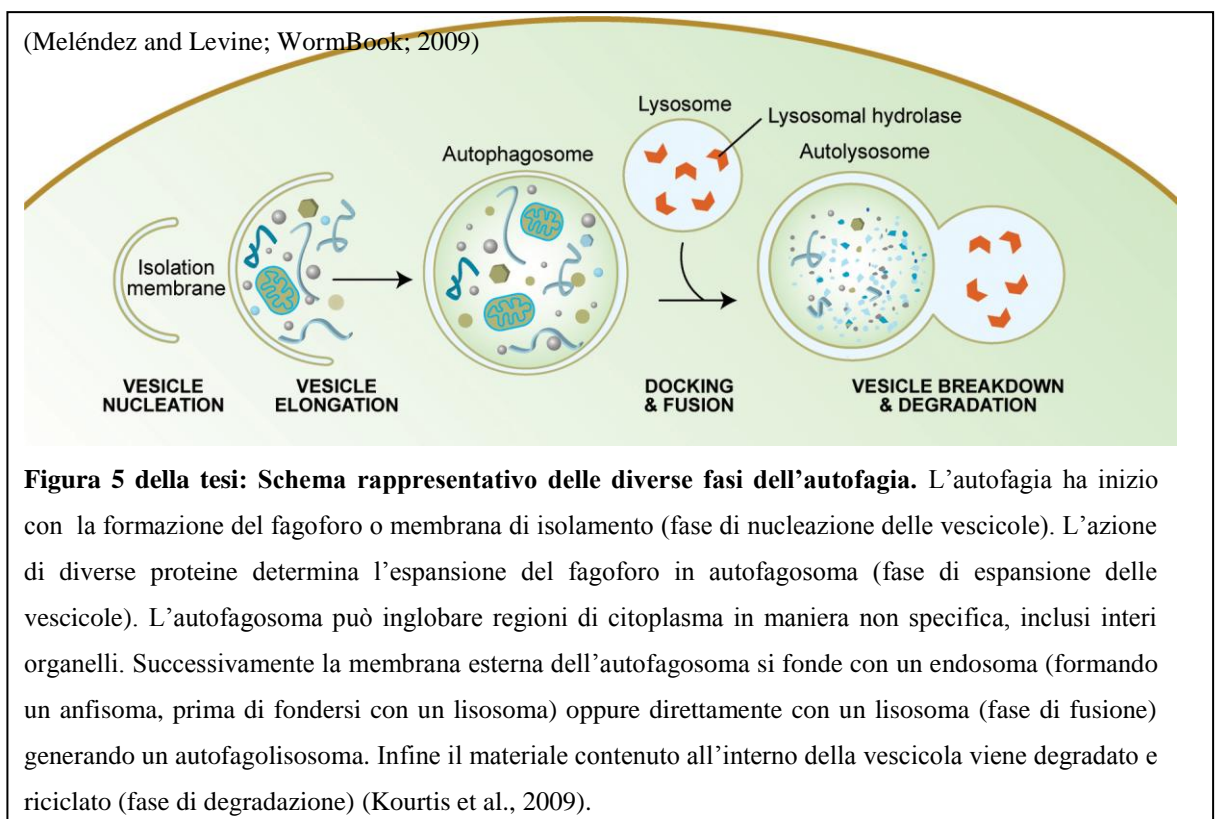 (Meléndez and Levine; WormBook; 2009)
Lysosome
Lysosomal hydrolase
Autophagosome
Autolysosome
Isolation
membrane
VESICLE
NUCLEATION
VESICLE
ELONGATION
DOCKING
& FUSION
VESICLE BREAKDOWN
& DEGRADATION
Figura 5 della tesi: Schema rappresentativo delle diverse fasi dell’autofagia. L’autofagia ha inizio
con la formazione del fagoforo o membrana di isolamento (fase di nucleazione delle vescicole). L’azione
di diverse proteine determina l’espansione del fagoforo in autofagosoma (fase di espansione delle
vescicole). L’autofagosoma può inglobare regioni di citoplasma in maniera non specifica, inclusi interi
organelli. Successivamente la membrana esterna dell’autofagosoma si fonde con un endosoma (formando
un anfisoma, prima di fondersi con un lisosoma) oppure direttamente con un lisosoma (fase di fusione)
generando un autofagolisosoma. Infine il materiale contenuto all’interno della vescicola viene degradato e
riciclato (fase di degradazione) (Kourtis et al., 2009).